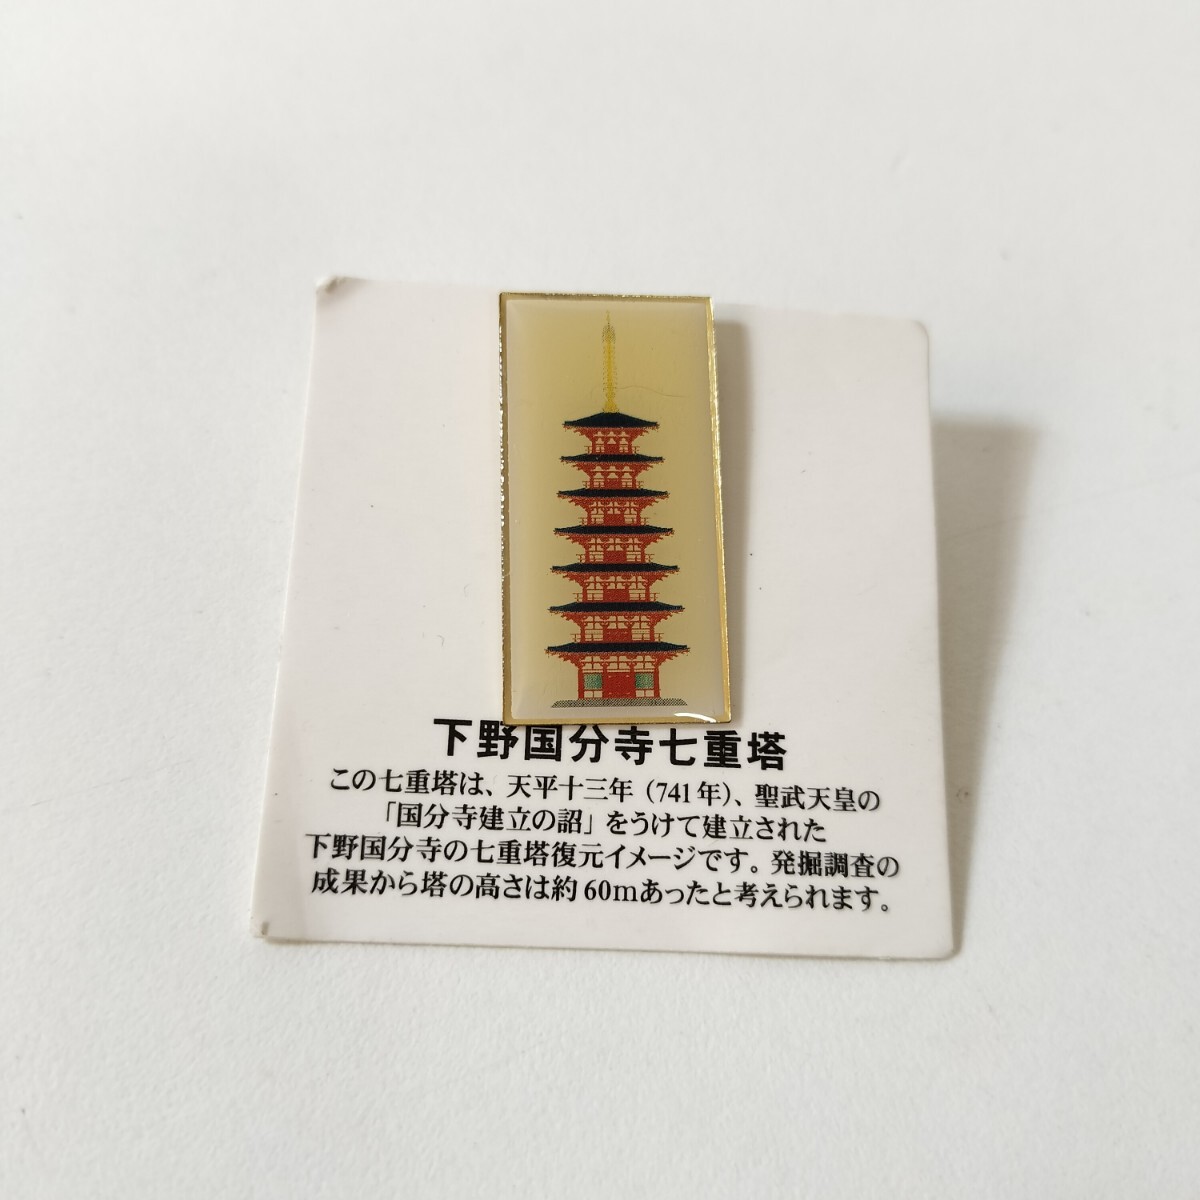 下野国分寺七重塔
この七重塔は、天平十三年（741年）、聖武天皇の
「国分寺建立の詔」をうけて建立された
下野国分寺の七重塔復元イメージです。発掘調査の
成果から塔の高さは約60mあったと考えられます。